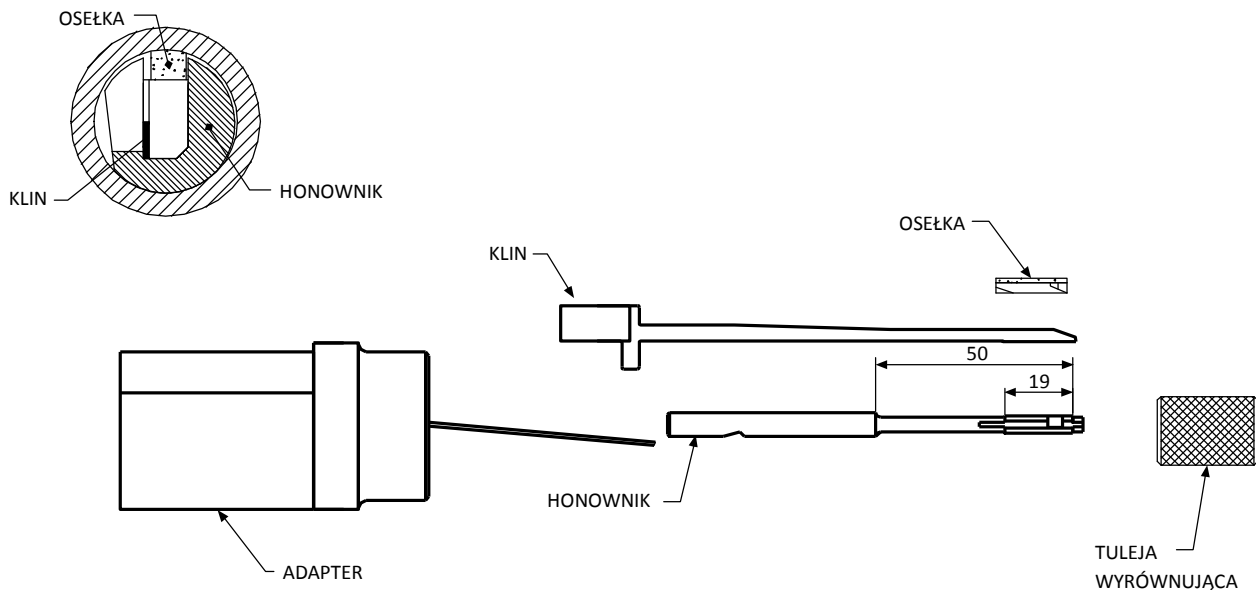 OSEŁKA
KLIN
HONOWNIK
OSEŁKA
KLIN
50
19
HONOWNIK
ADAPTER
TULEJA
WYRÓWNUJĄCA